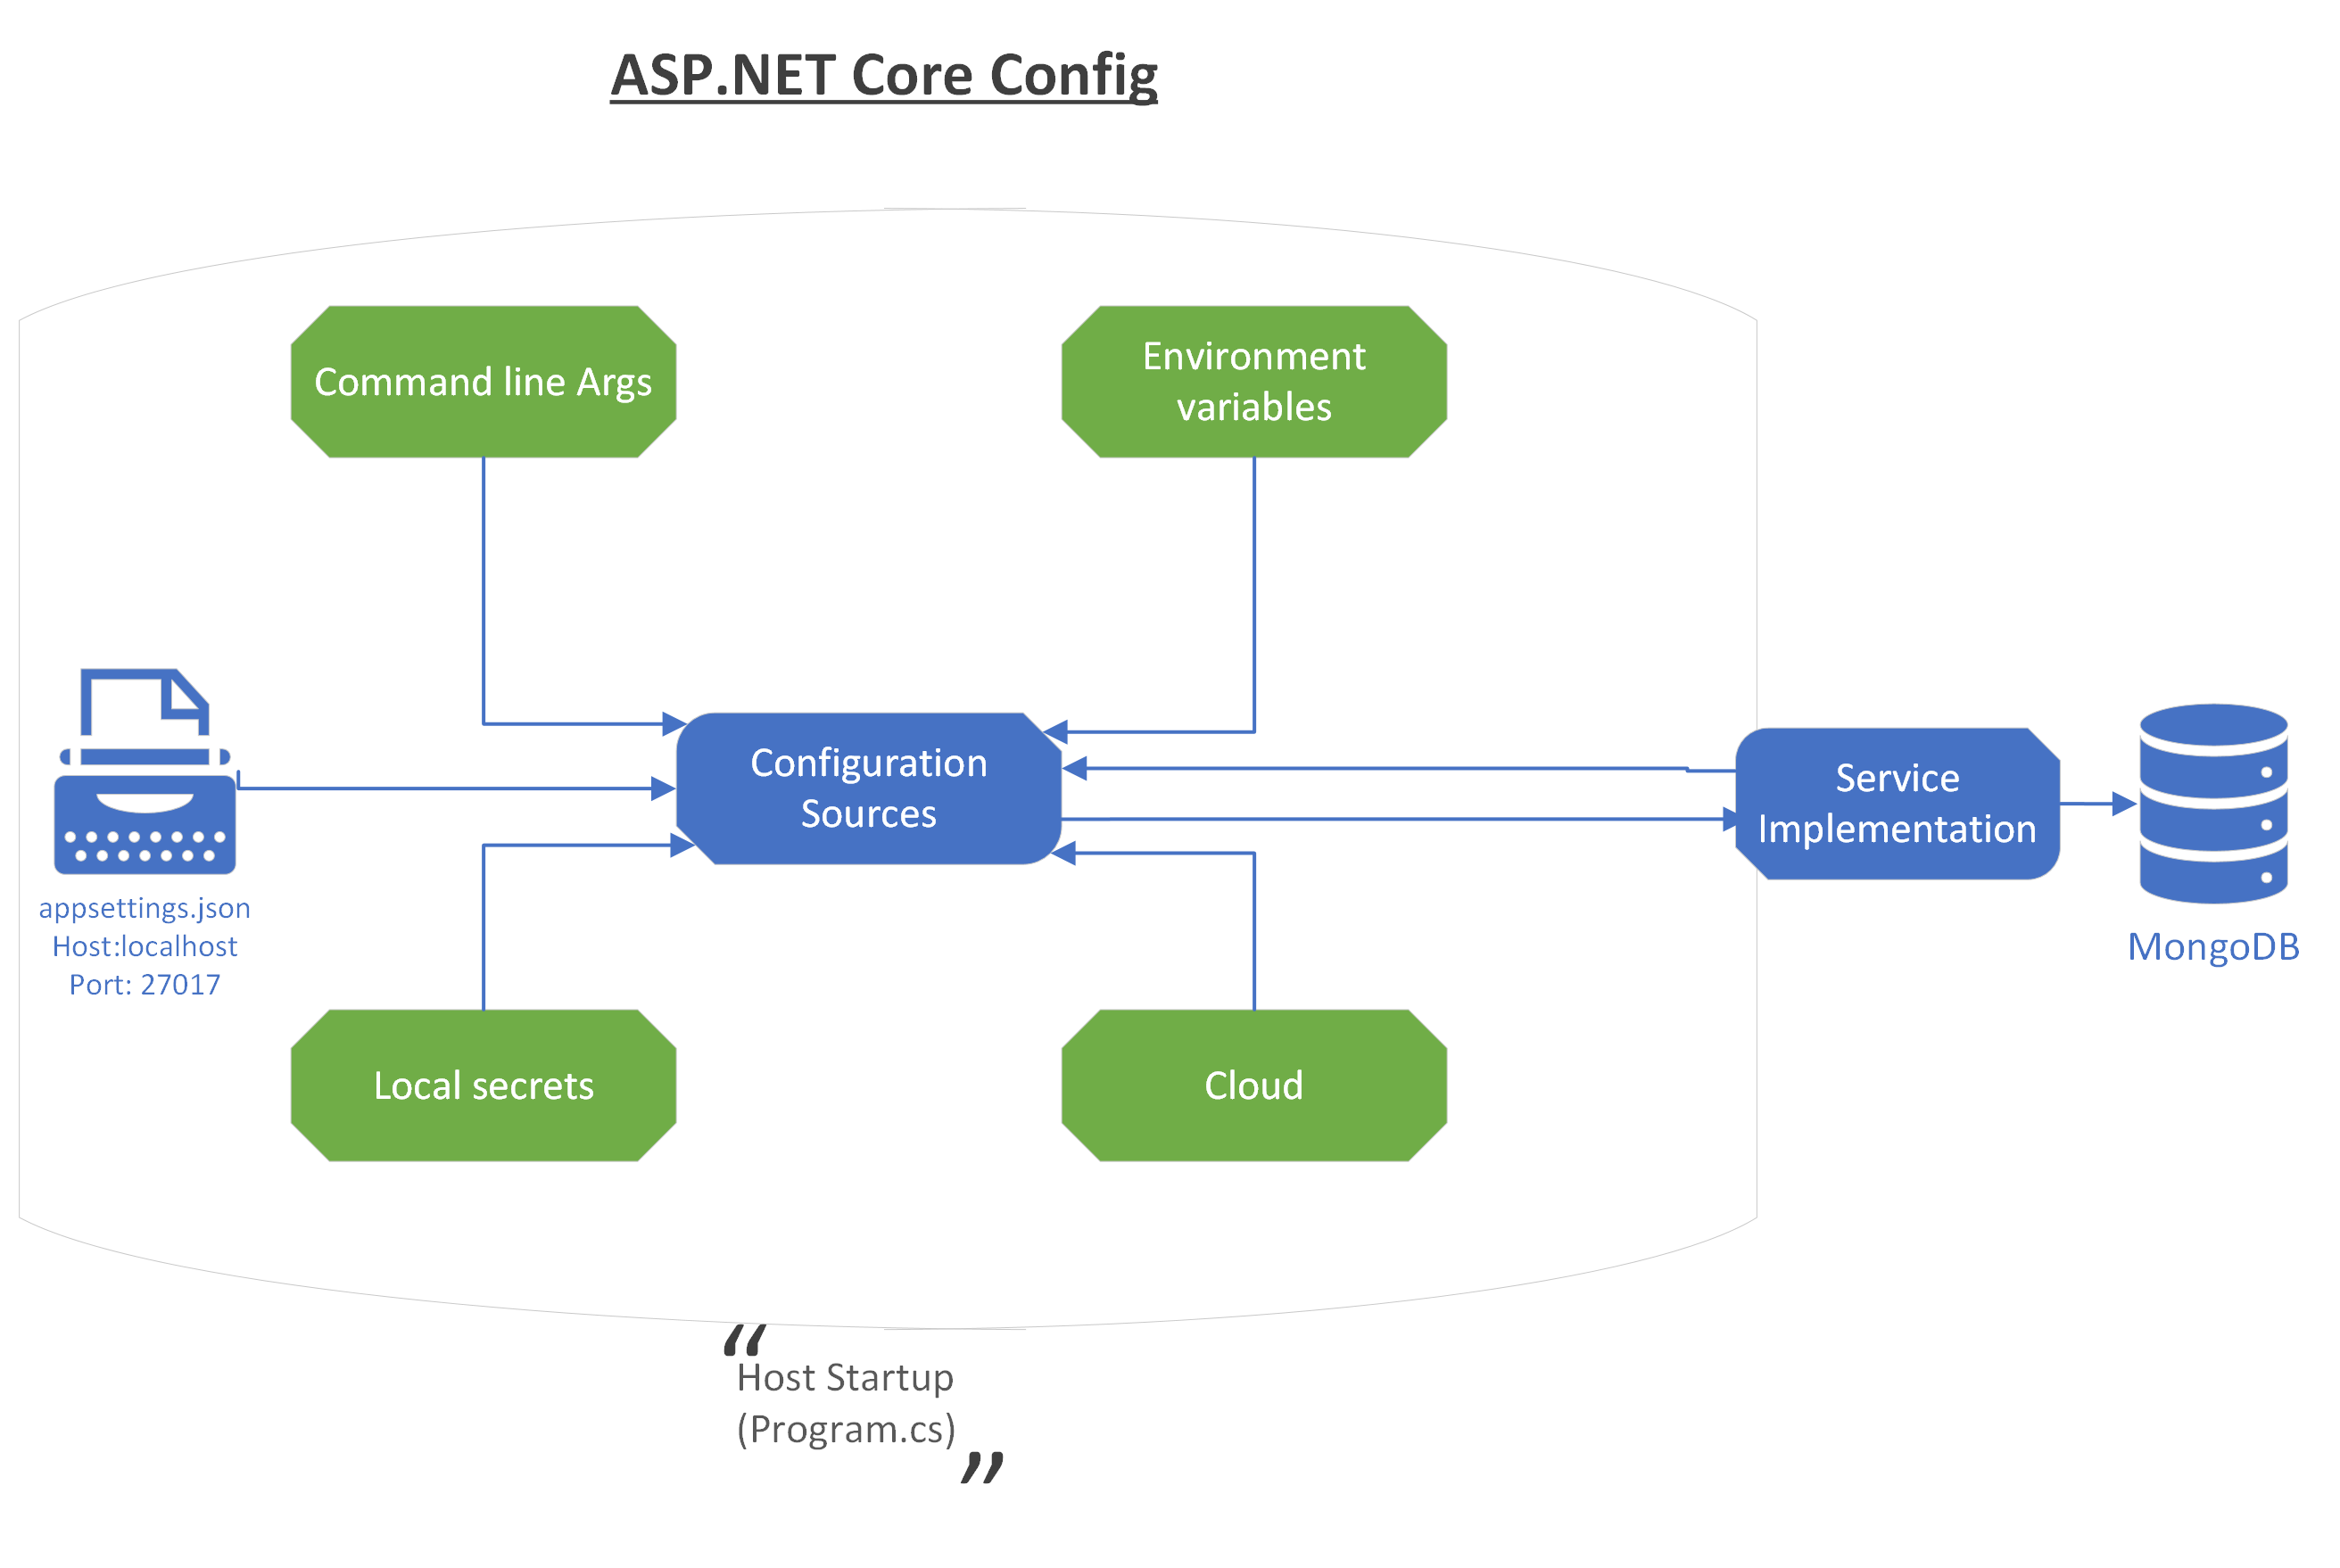 ASP.NET Core Config
Command line Args
Environment
variables
Configuration
Sources
Service
Implementation
appsettings.json
Host:localhost
Port: 27017
MongoDB
Local secrets
Cloud
“
Host Startup
(Program.cs)
”